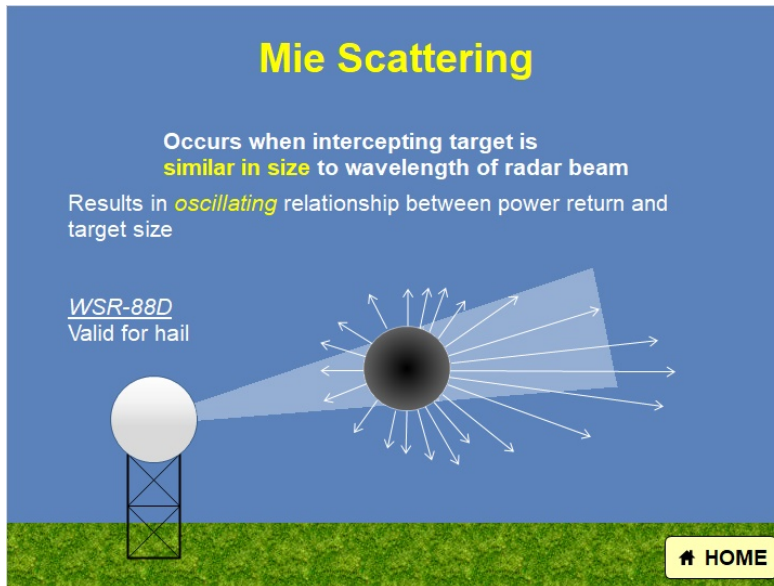 Mie Scattering
Occurs when intercepting target is
similar in size to wavelength of radar beam
Results in oscillating relationship between power return and
target size
WSR-88D
Valid for hail
HOME